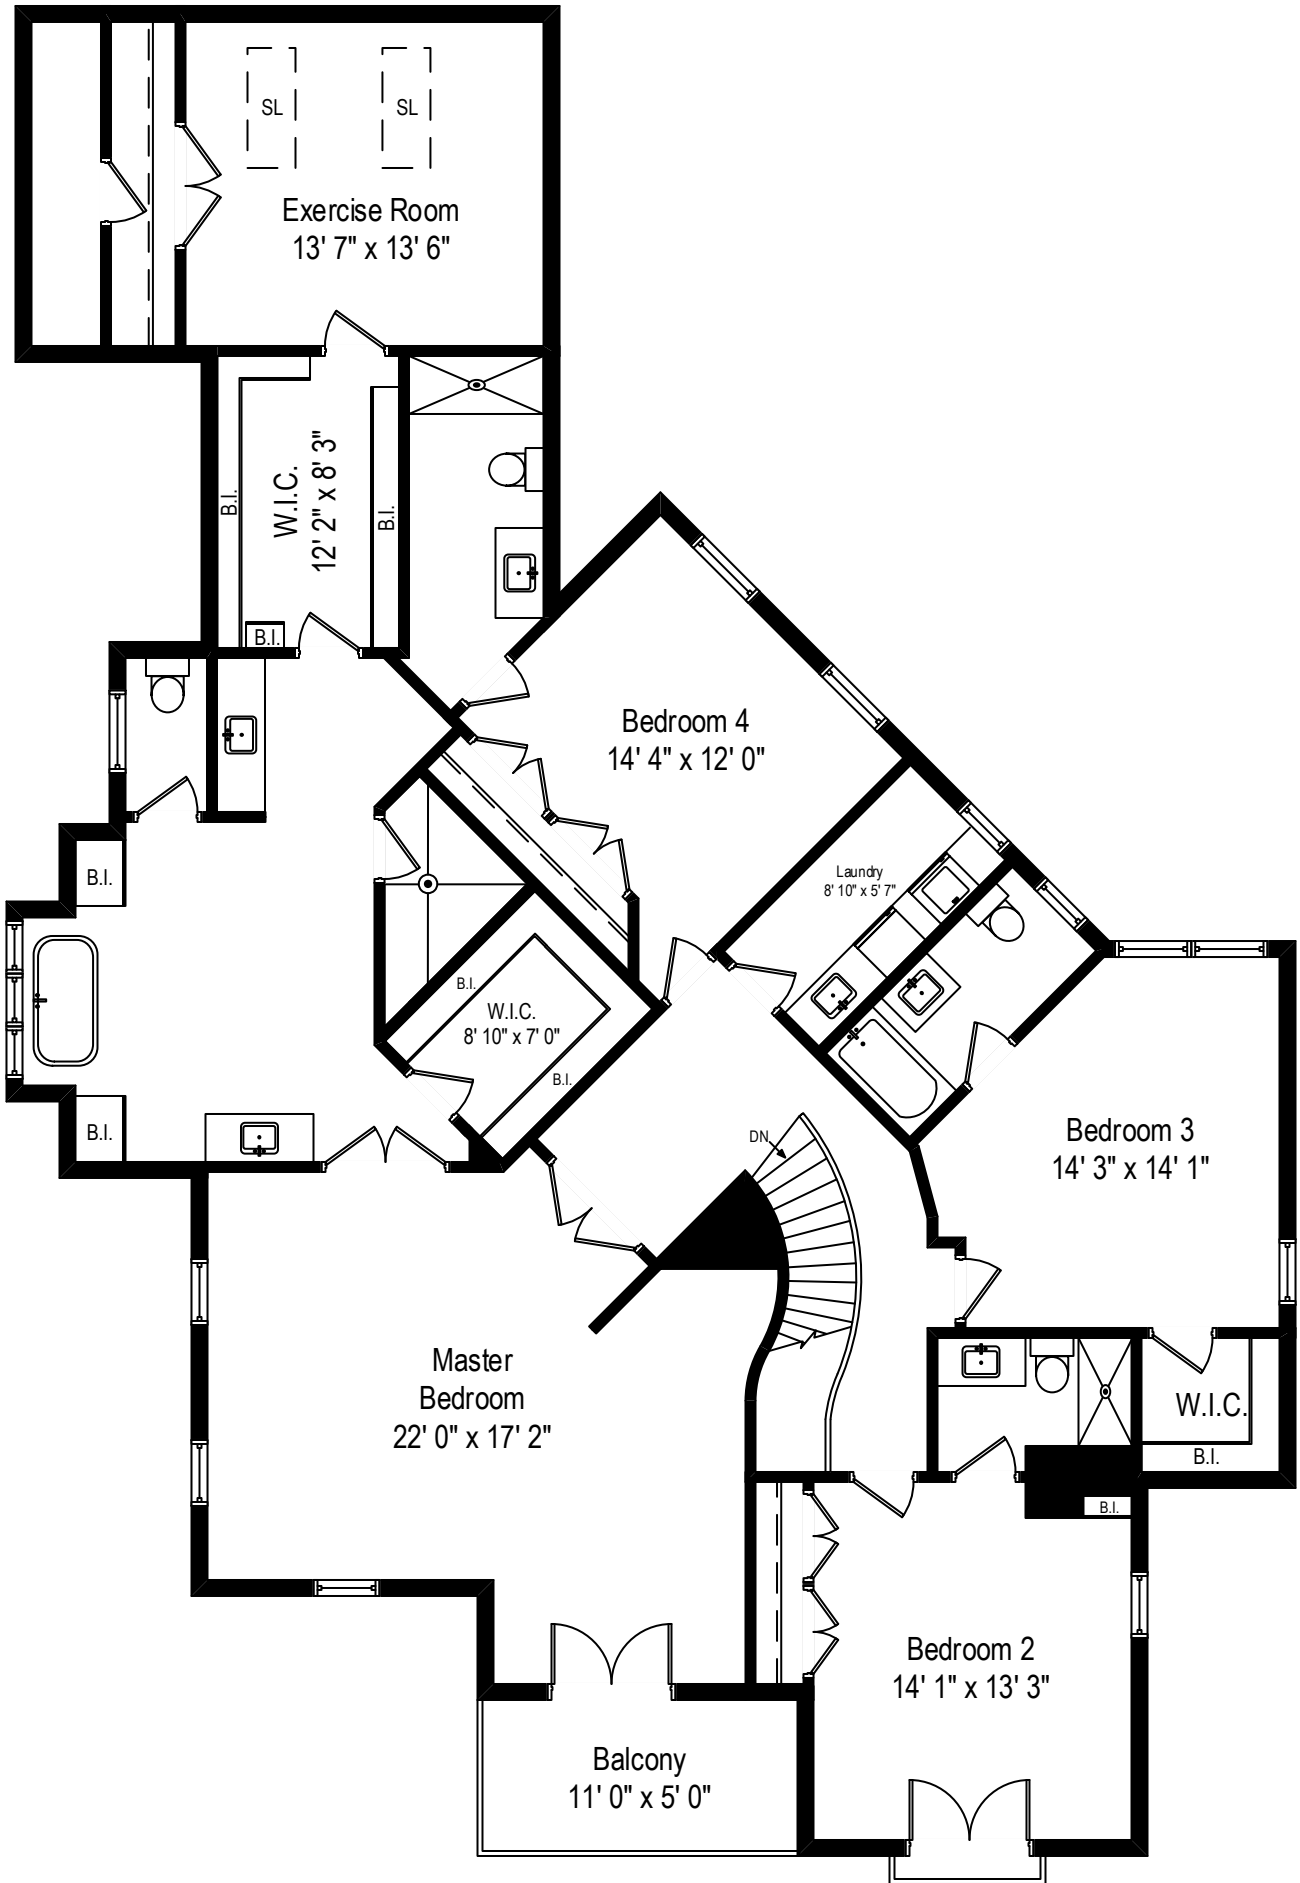 SL
SL
Exercise Room
13' 7" x 13' 6"
W.I.C.
12' 2" x 8' 3"
B.I.
B.I.
B.I.
Bedroom 4
14' 4" x 12' 0"
B.I.
Laundry
8' 10" x 5' 7"
B.I.
W.I.C.
8' 10" x 7' 0"
B.I.
B.I.
DN
Bedroom 3
14' 3" x 14' 1"
Master
Bedroom
22' 0" x 17' 2"
W.I.C.
B.I.
B.I.
Bedroom 2
14' 1" x 13' 3"
Balcony
11' 0" x 5' 0"